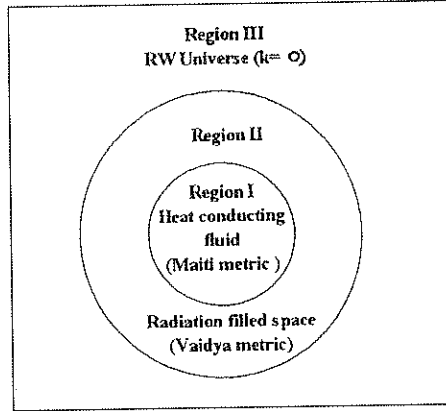 Region III
RW Universe (k= 0)
Region II
Region I
Heat conducting
fluid
(Maiti metric )
Radiation filled space
(Vaidya metric)